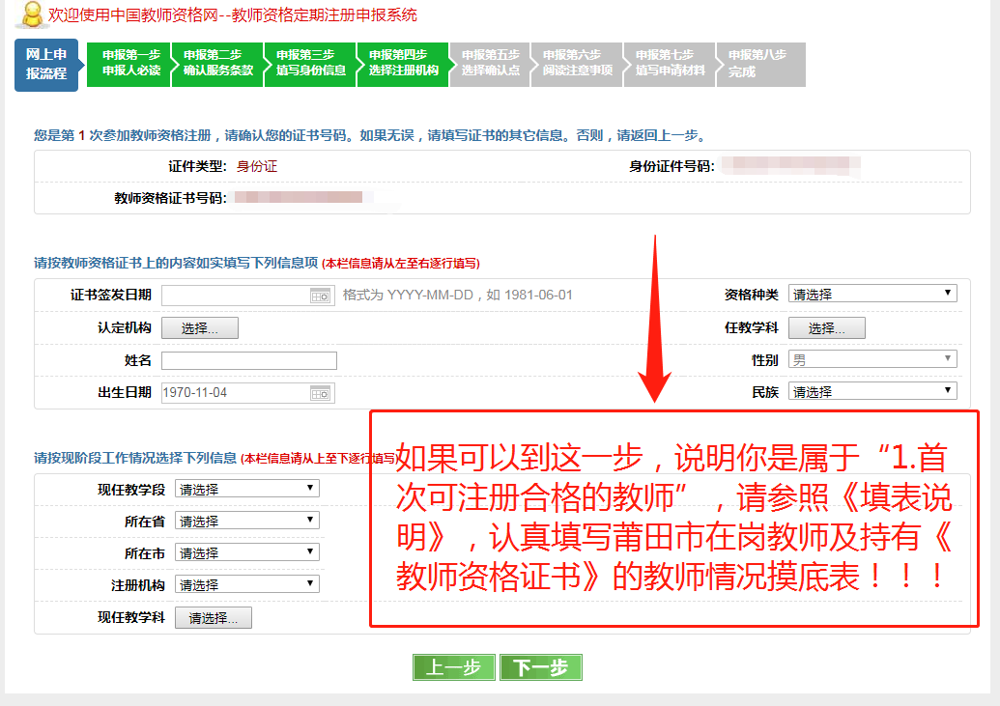 欢迎使用中国教师资格网--教师资格定期注册申报系统
网上申
报流程
申报第一步
申报人必读
申报第二步
确认服务条款
申报第三步
填写身份信息
申报第四步
选择注册机构
申报第五步
选择确认点
申报第六步
阅读注意事项
申报第七步
填写申请材料
申报第八步
完成
您是第 1 次参加教师资格注册，请确认您的证书号码。如果无误，请填写证书的其它信息。否则，请返回上一步。
证件类型: 身份证 身份证件号码:
教师资格证书号码:
请按教师资格证书上的内容如实填写下列信息项 (本栏信息请从左至右逐行填写)
证书签发日期 格式为 YYYY-MM-DD，如 1981-06-01 资格种类 请选择
认定机构 选择... 任教学科 选择...
姓名 性别 男
出生日期 1970-11-04 民族 请选择
请按现阶段工作情况选择下列信息 (本栏信息请从上至下逐行填写)
现任教学段 请选择
所在省 请选择
所在市 请选择
注册机构 请选择
现任教学科 请选择...
如果可以到这一步，说明你是属于“1.首
次可注册合格的教师”，请参照《填表说
明》，认真填写莆田市在岗教师及持有《
教师资格证书》的教师情况摸底表！！！
上一步 下一步